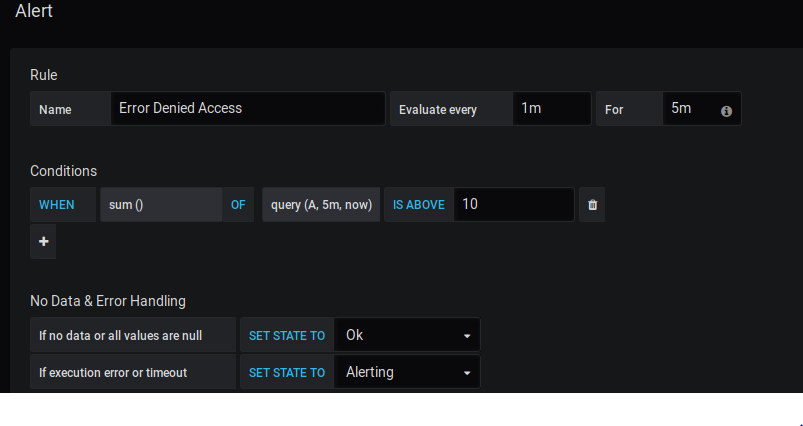 Alert
Rule
Name Error Denied Access Evaluate every 1m For 5m
Conditions
WHEN sum () OF query (A, 5m, now) IS ABOVE 10
No Data & Error Handling
If no data or all values are null SET STATE TO Ok
If execution error or timeout SET STATE TO Alerting